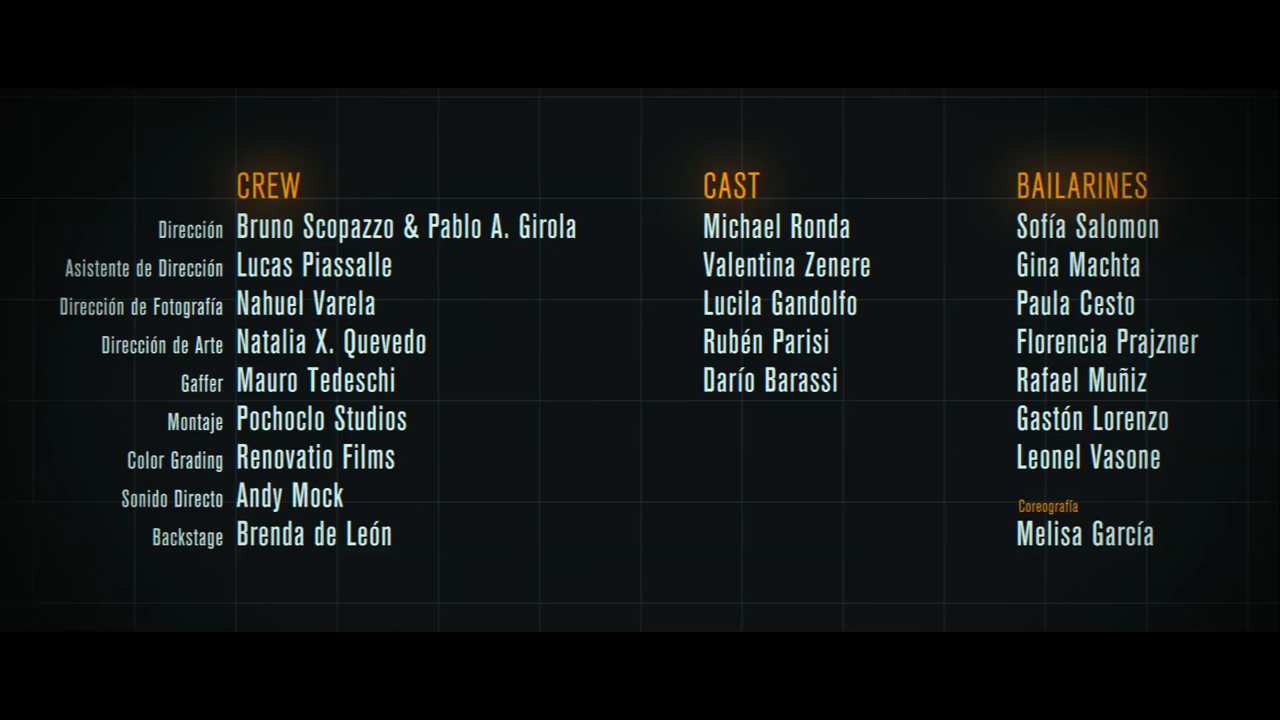 CREW
Dirección Bruno Scopazzo & Pablo A. Girola
Asistente de Dirección Lucas Piassalle
Dirección de Fotografía Nahuel Varela
Dirección de Arte Natalia X. Quevedo
Gaffer Mauro Tedeschi
Montaje Pochoclo Studios
Color Grading Renovatio Films
Sonido Directo Andy Mock
Backstage Brenda de León
CAST
Michael Ronda
Valentina Zenere
Lucila Gandolfo
Rubén Parisi
Darío Barassi
BAILARINES
Sofía Salomon
Gina Machta
Paula Cesto
Florencia Prajzner
Rafael Muñiz
Gastón Lorenzo
Leonel Vasone
Coreografía
Melisa García